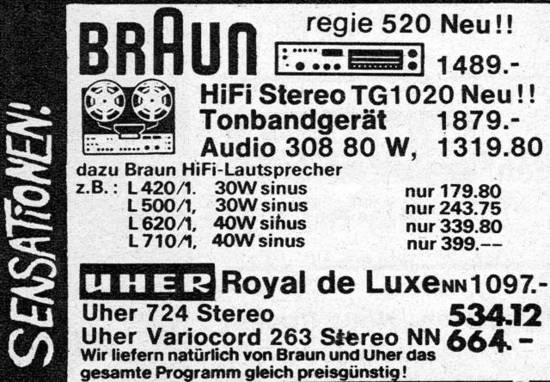 SENSATIONEN!
BRAUN
regie 520 Neu!!
1489.-
HiFi Stereo TG1020 Neu!!
Tonbandgerät 1879.-
Audio 308 80 W, 1319.80
dazu Braun HiFi-Lautsprecher
z.B.: L 420/1. 30W sinus nur 179.80
L 500/1, 30W sinus nur 243.75
L 620/1, 40W sinus nur 339.80
L 710/1, 40W sinus nur 399.--
UHER Royal de Luxe NN 1097.-
Uher 724 Stereo 534.12
Uher Variocord 263 Stereo NN 664.-
Wir liefern natürlich von Braun und Uher das
gesamte Programm gleich preisgünstig!